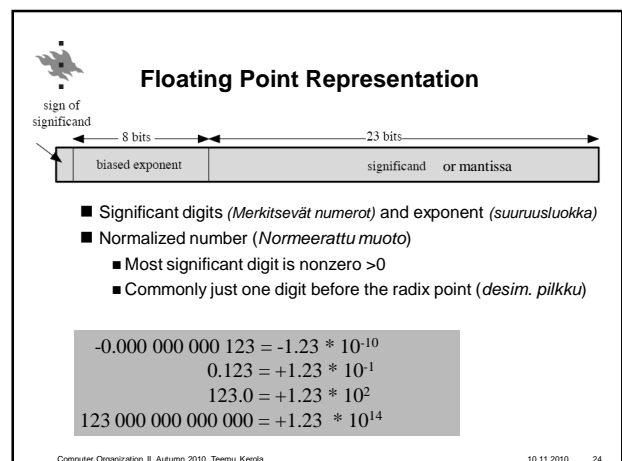 Floating Point Representation
sign of
significand
8 bits
23 bits
biased exponent
significand or mantissa
■ Significant digits (Merkitsevät numerot) and exponent (suuruusluokka)
■ Normalized number (Normeerattu muoto)
■ Most significant digit is nonzero >0
■ Commonly just one digit before the radix point (desim. pilkku)
-0.000 000 000 123 = -1.23 * 10⁻¹⁰
0.123 = +1.23 * 10⁻¹
123.0 = +1.23 * 10²
123 000 000 000 000 = +1.23 * 10¹⁴
Computer Organization II, Autumn 2010, Teemu Kerola 10.11.2010 24